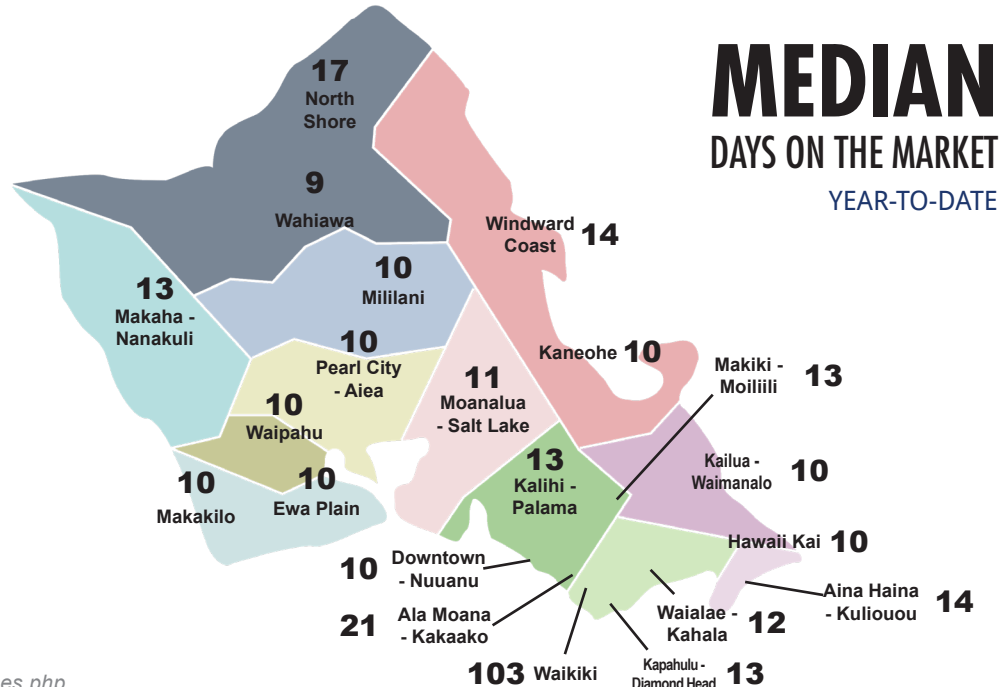 MEDIAN
DAYS ON THE MARKET
YEAR-TO-DATE
17
North
Shore
9
Wahiawa
Windward
Coast 14
10
Mililani
13
Makaha -
Nanakuli
10
Pearl City
- Aiea
Kaneohe 10
11
Moanalua
- Salt Lake
Makiki -
Moiliili 13
10
Waipahu
13
Kalihi -
Palama
Kailua -
Waimanalo 10
10
Makakilo
10
Ewa Plain
Hawaii Kai 10
10 Downtown
- Nuuanu
Aina Haina
- Kuliouou 14
21 Ala Moana
- Kakaako
Waialae -
Kahala 12
103 Waikiki
Kapahulu -
Diamond Head 13
es.php